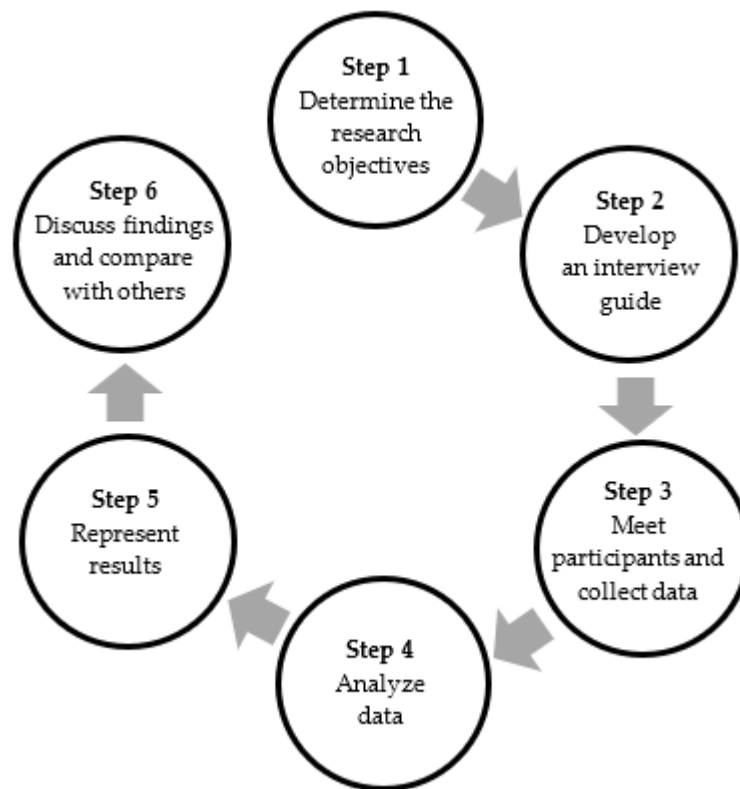 Step 1
Determine the
research
objectives
Step 2
Develop
an interview
guide
Step 3
Meet
participants and
collect data
Step 4
Analyze
data
Step 5
Represent
results
Step 6
Discuss findings
and compare
with others